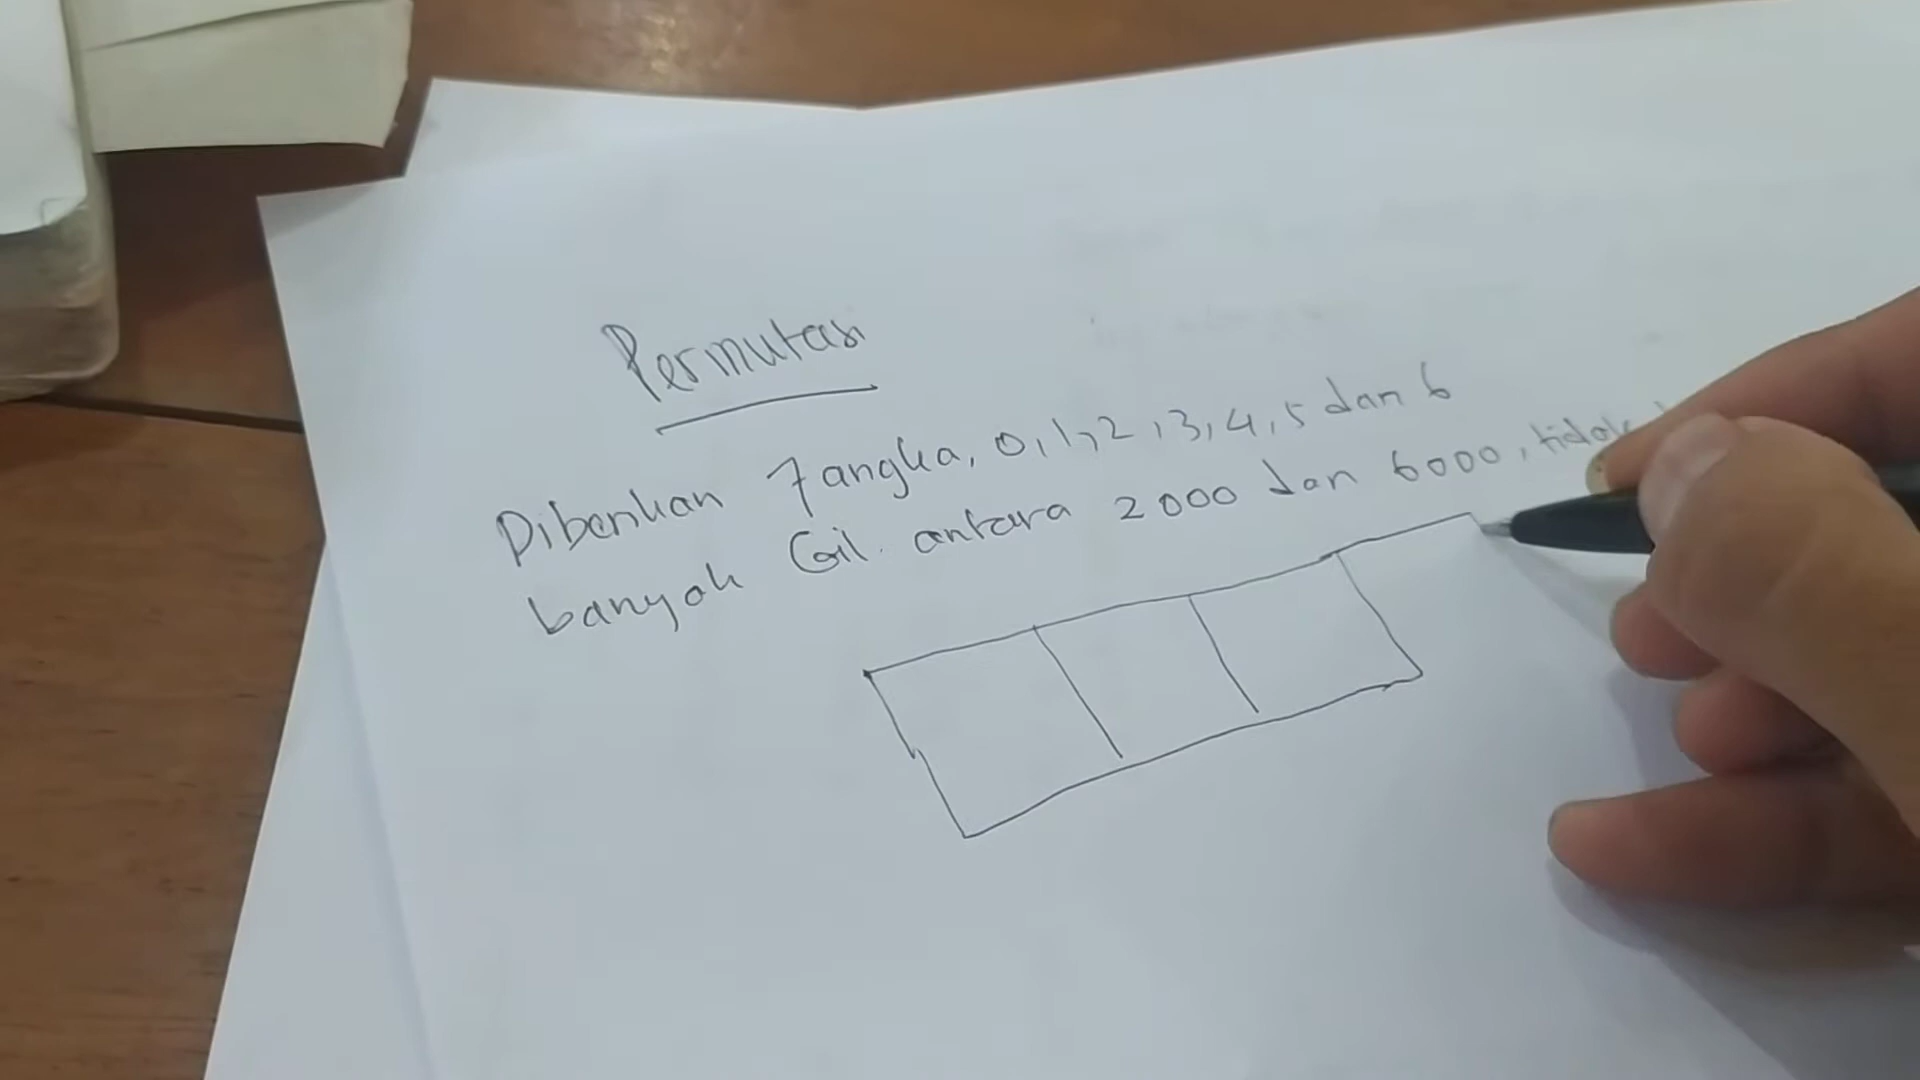 Permutasi
Diberikan 7 angka, 0, 1, 2, 3, 4, 5 dan 6
banyak Bil. antara 2000 dan 6000, tidak